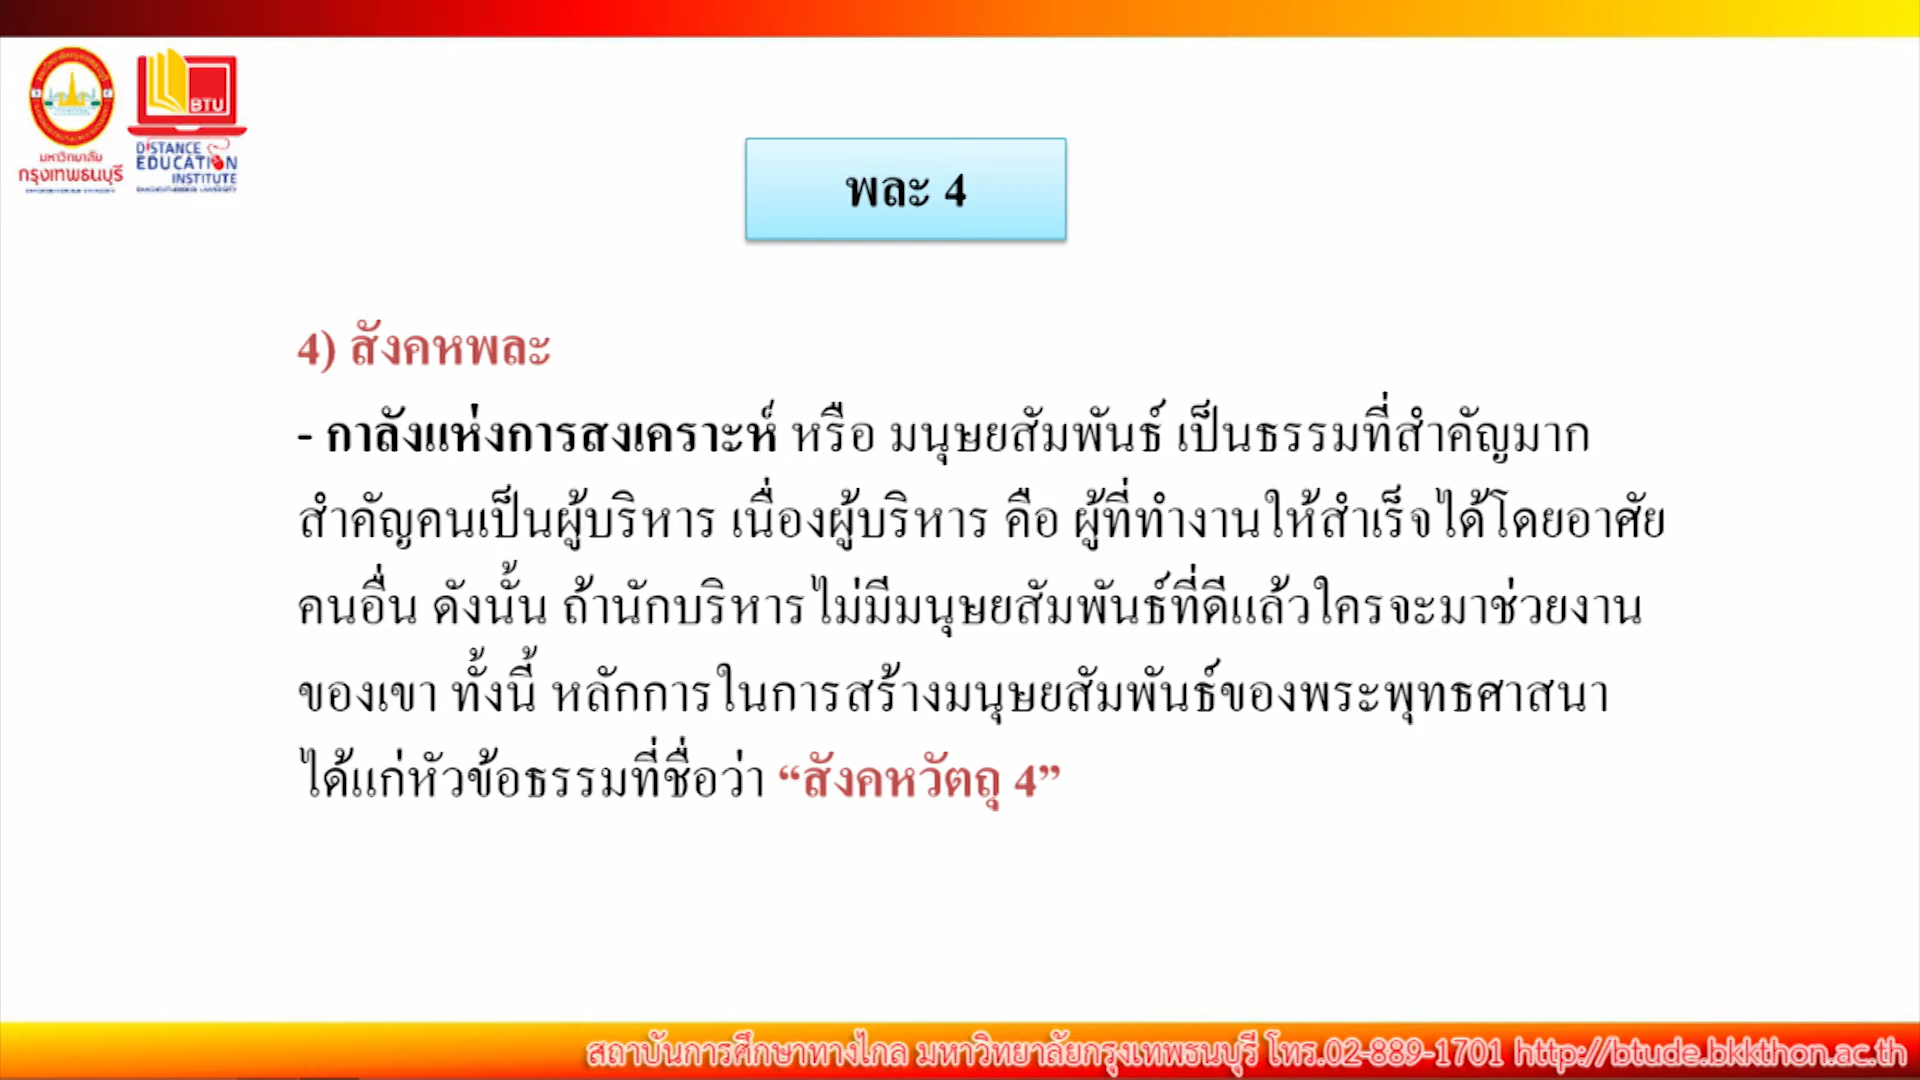 มหาวิทยาลัย
กรุงเทพธนบุรี
BTU
DISTANCE
EDUCATION
INSTITUTE
พละ 4
4) สังคหพละ
- กาลังแห่งการสงเคราะห์ หรือ มนุษยสัมพันธ์ เป็นธรรมที่สำคัญมาก
สำคัญคนเป็นผู้บริหาร เนื่องผู้บริหาร คือ ผู้ที่ทำงานให้สำเร็จได้โดยอาศัย
คนอื่น ดังนั้น ถ้านักบริหารไม่มีมนุษยสัมพันธ์ที่ดีแล้วใครจะมาช่วยงาน
ของเขา ทั้งนี้ หลักการในการสร้างมนุษยสัมพันธ์ของพระพุทธศาสนา
ได้แก่หัวข้อธรรมที่ชื่อว่า “สังคหวัตถุ 4”
สถาบันการศึกษาทางไกล มหาวิทยาลัยกรุงเทพธนบุรี โทร.02-889-1701 http://btude.bkkthon.ac.th